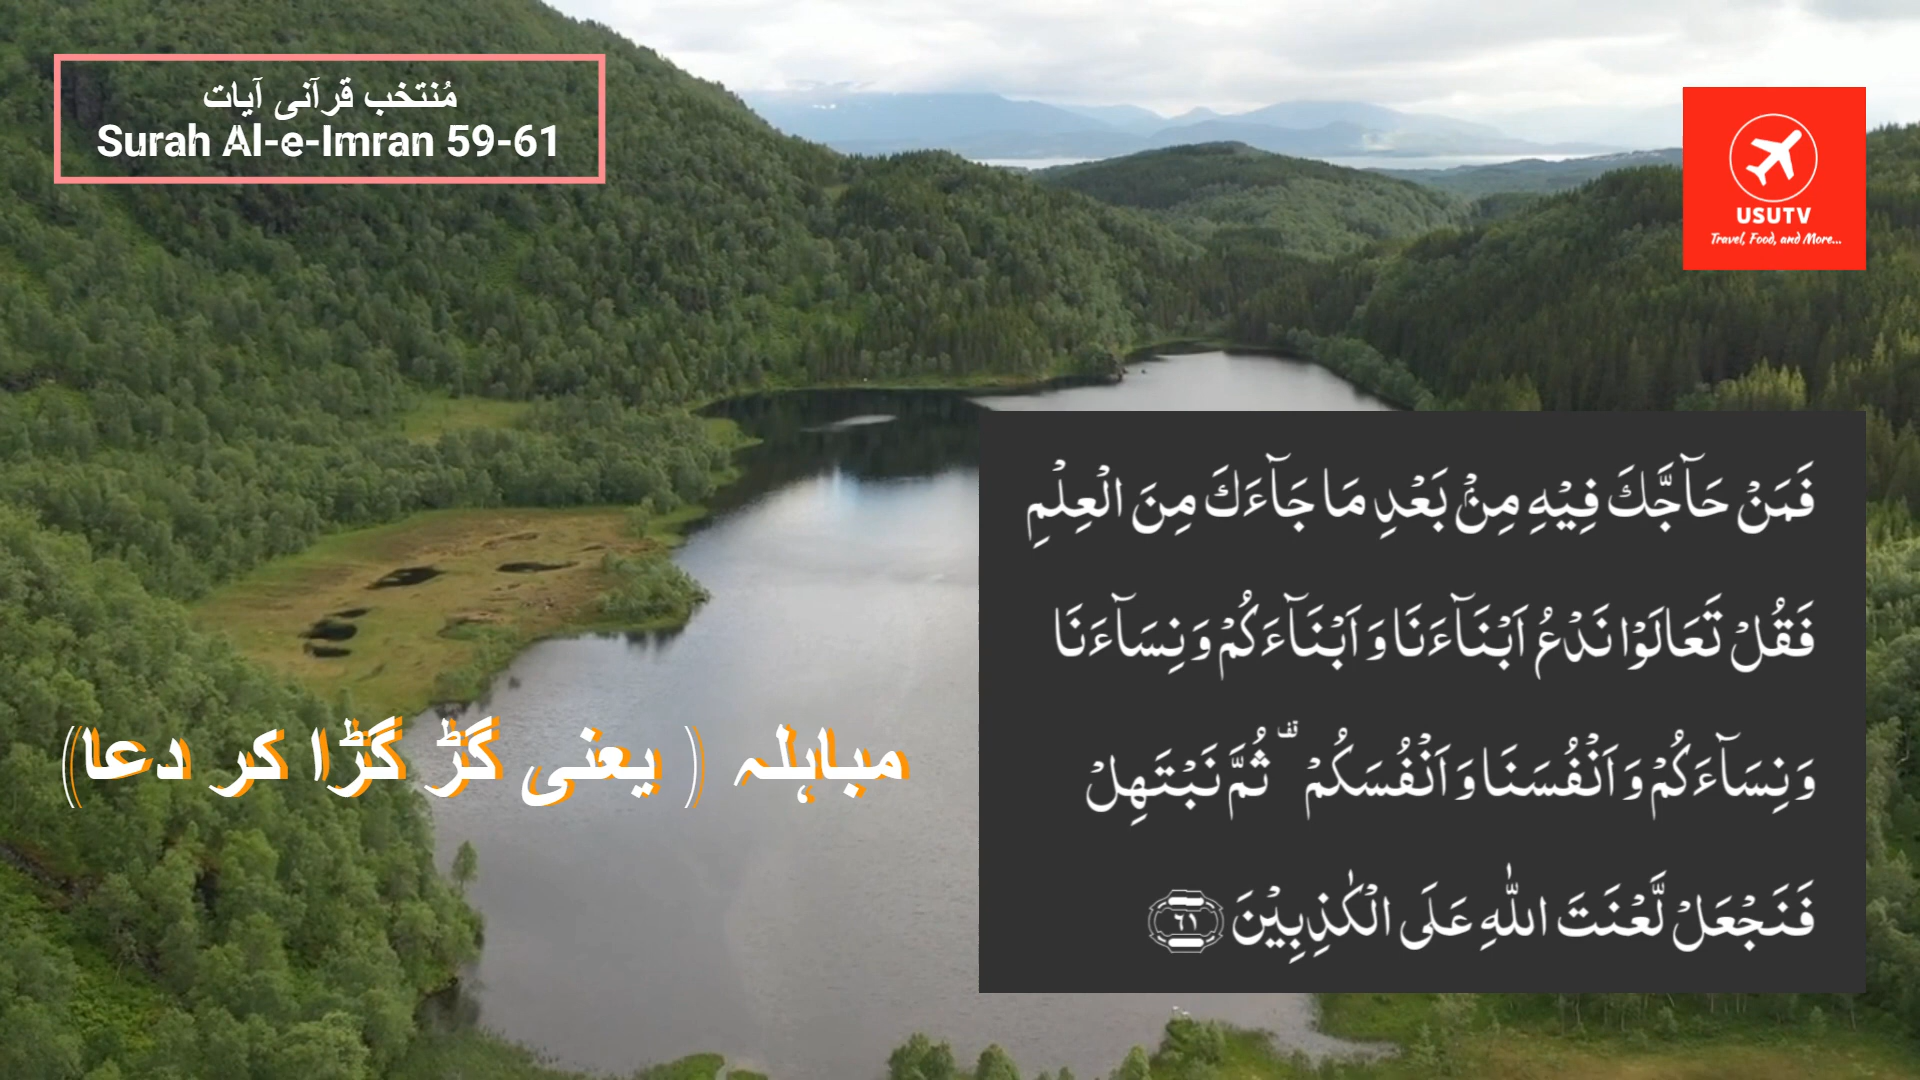 مُنتخب قرآنی آیات
Surah Al-e-Imran 59-61
USUTV
Travel, Food, and More...
فَمَنْ حَآجَّكَ فِيْهِ مِنْۢ بَعْدِ مَا جَآءَكَ مِنَ الْعِلْمِ
فَقُلْ تَعَالَوْا نَدْعُ اَبْنَآءَنَا وَ اَبْنَآءَكُمْ وَ نِسَآءَنَا
وَ نِسَآءَكُمْ وَ اَنْفُسَنَا وَ اَنْفُسَكُمْ ۫ ثُمَّ نَبْتَهِلْ
فَنَجْعَلْ لَّعْنَتَ اللّٰهِ عَلَى الْكٰذِبِيْنَ ۶۱
مباہلہ ( یعنی گڑ گڑا کر دعا)